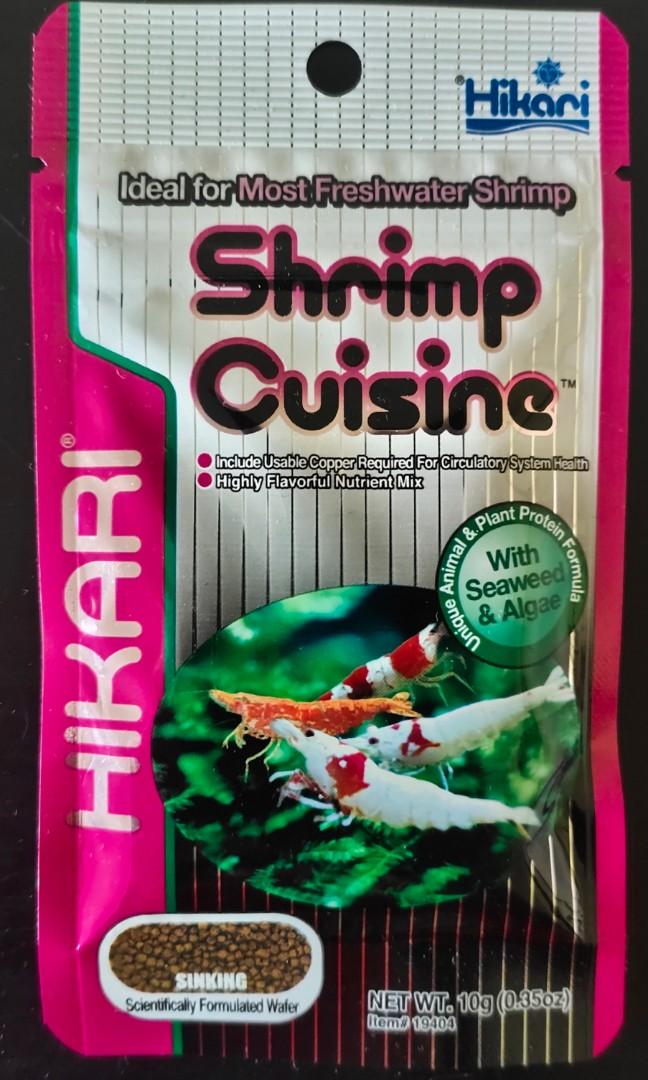 ® Hikari
Ideal for Most Freshwater Shrimp
Shrimp
Cuisine™
Include Usable Copper Required For Circulatory System Health
Highly Flavorful Nutrient Mix
Unique Animal & Plant Protein Formula
With
Seaweed
& Algae
HIKARI®
SINKING
Scientifically Formulated Wafer
NET WT. 10g (0.35oz)
Item# 19404